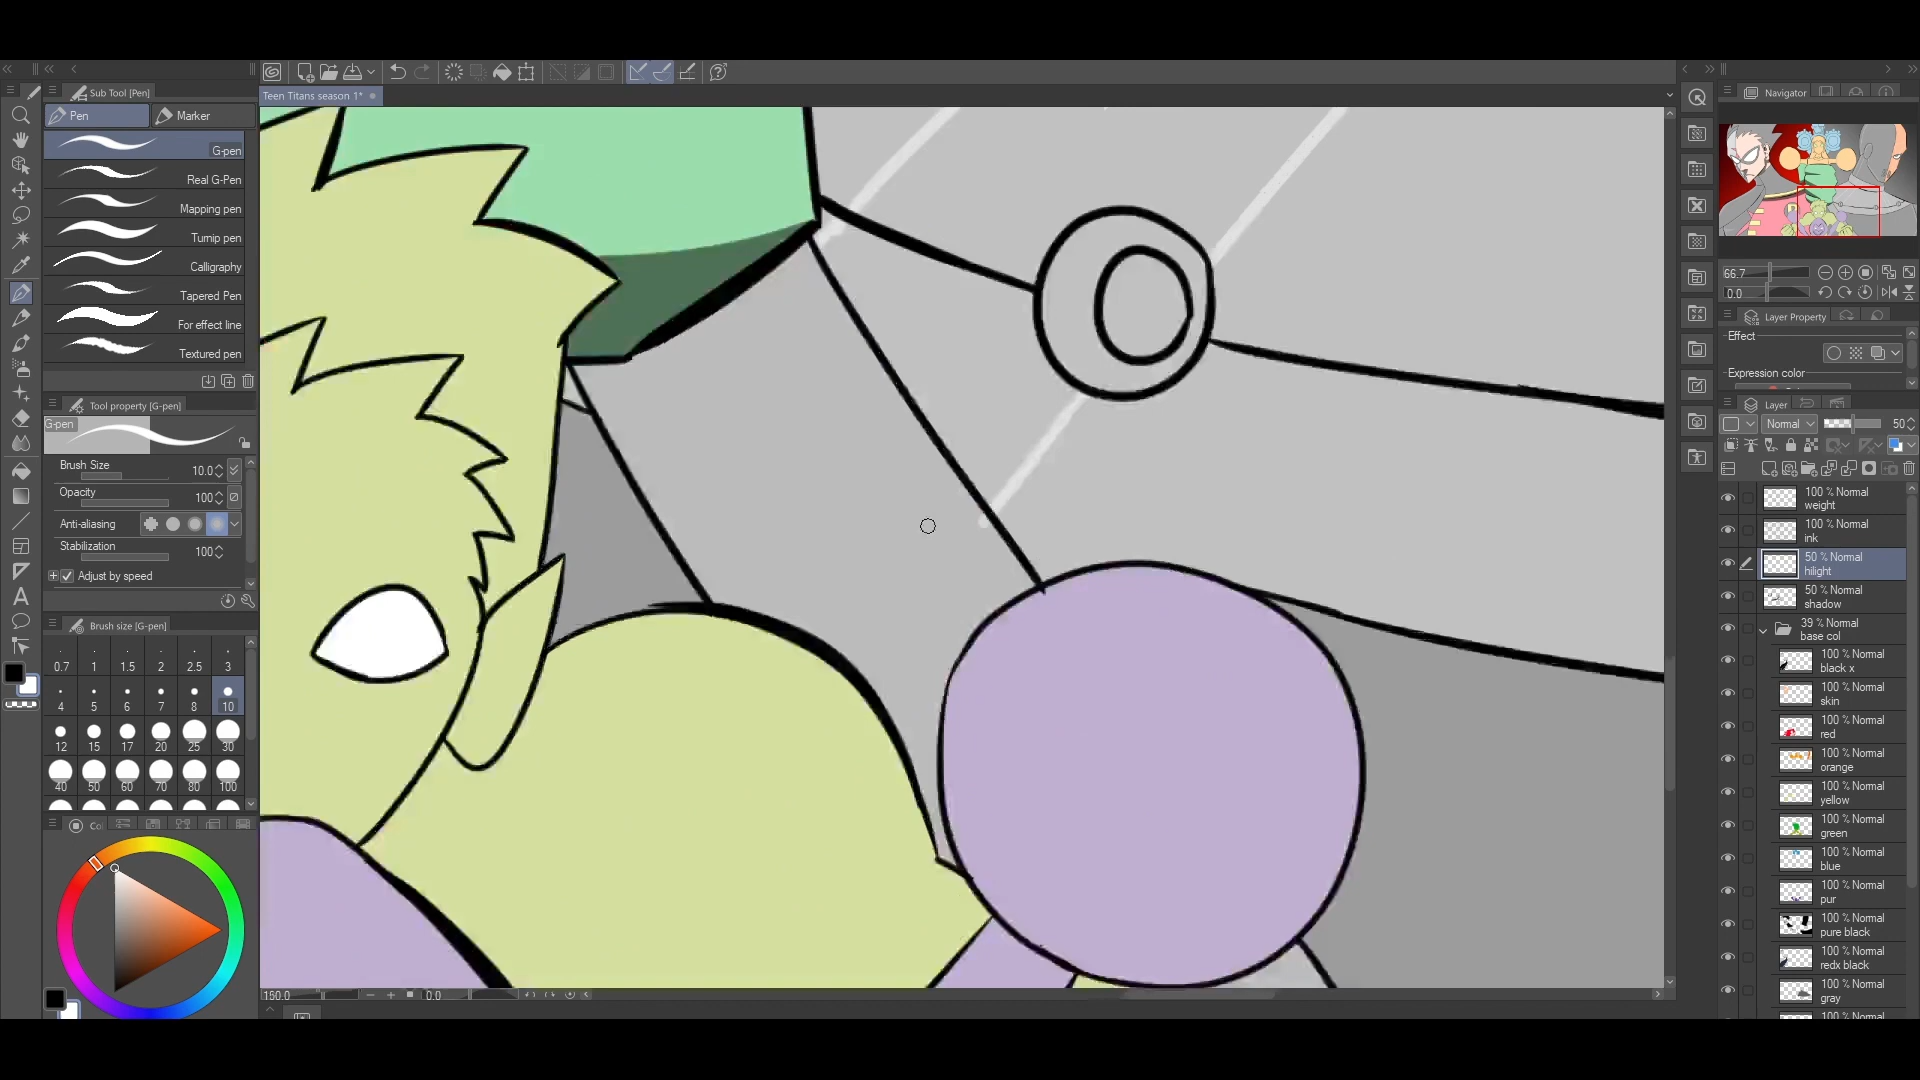 Sub Tool [Pen]
Pen
Marker
G-pen
Real G-Pen
Mapping pen
Turnip pen
Calligraphy
Tapered Pen
For effect line
Textured pen
Tool property [G-pen]
G-pen
Brush Size
10.0
Opacity
100
Anti-aliasing
Stabilization
100
Adjust by speed
Brush size [G-pen]
0.7 1 1.5 2 2.5 3
4 5 6 7 8 10
12 15 17 20 25 30
40 50 60 70 80 100
Co
Teen Titans season 1*
150.0
0.0
Navigator
66.7
0.0
Layer Property
Effect
Expression color
Layer
Normal
50
100 % Normal
weight
100 % Normal
ink
50 % Normal
hilight
50 % Normal
shadow
39 % Normal
base col
100 % Normal
black x
100 % Normal
skin
100 % Normal
red
100 % Normal
orange
100 % Normal
yellow
100 % Normal
green
100 % Normal
blue
100 % Normal
pur
100 % Normal
pure black
100 % Normal
redx black
100 % Normal
gray
100 % Normal